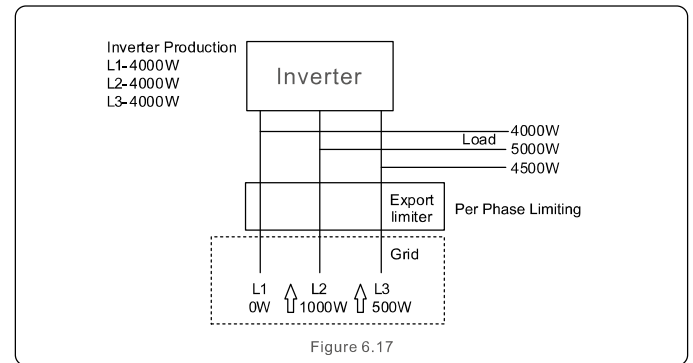 Inverter Production
L1-4000W
L2-4000W
L3-4000W
Inverter
4000W
Load
5000W
4500W
Export
limiter
Per Phase Limiting
Grid
L1 L2 L3
0W 1000W 500W
Figure 6.17